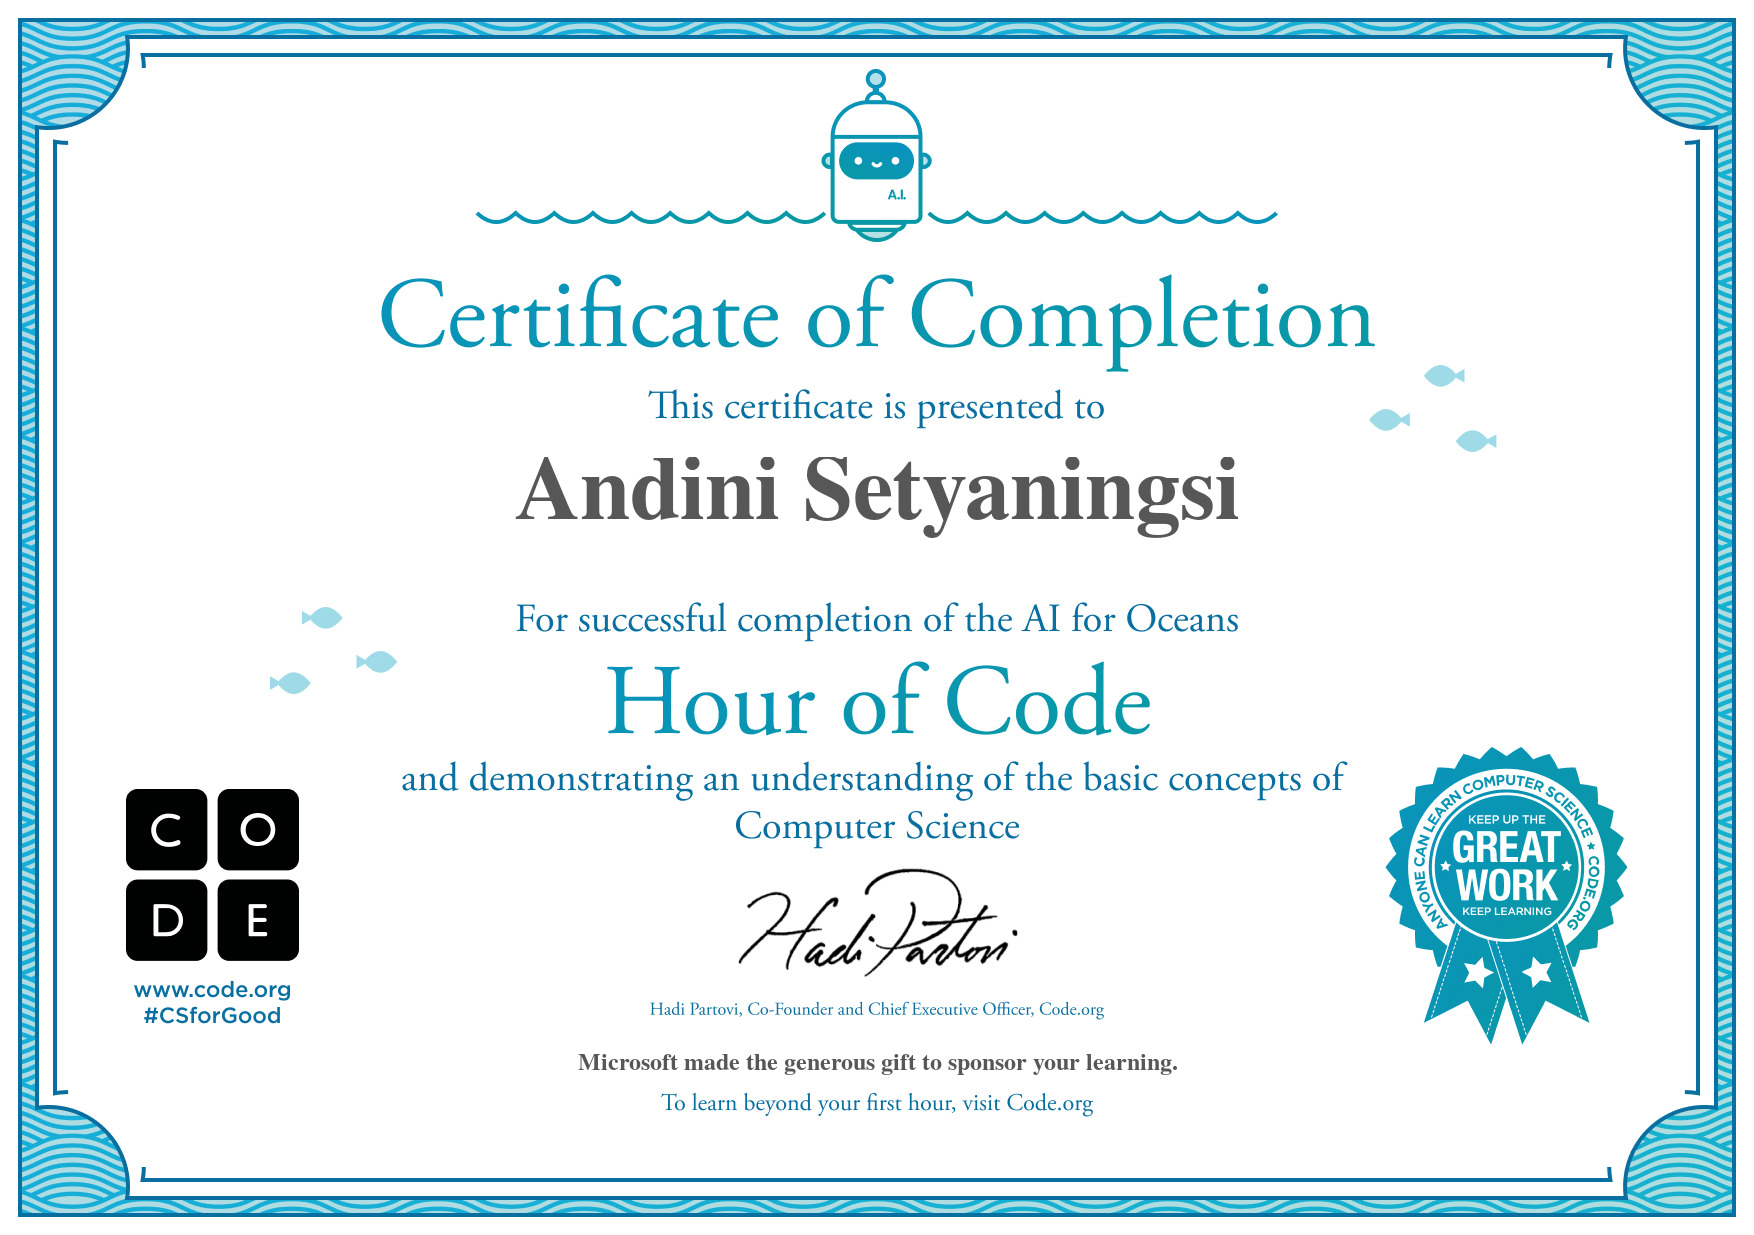 A.I.
Certificate of Completion
This certificate is presented to
Andini Setyaningsi
For successful completion of the AI for Oceans
Hour of Code
and demonstrating an understanding of the basic concepts of
Computer Science
Hadi Partovi
Hadi Partovi, Co-Founder and Chief Executive Officer, Code.org
Microsoft made the generous gift to sponsor your learning.
To learn beyond your first hour, visit Code.org
C O
D E
www.code.org
#CSforGood
ANYONE CAN LEARN COMPUTER SCIENCE ★ CODE.ORG
KEEP UP THE
GREAT
WORK
KEEP LEARNING